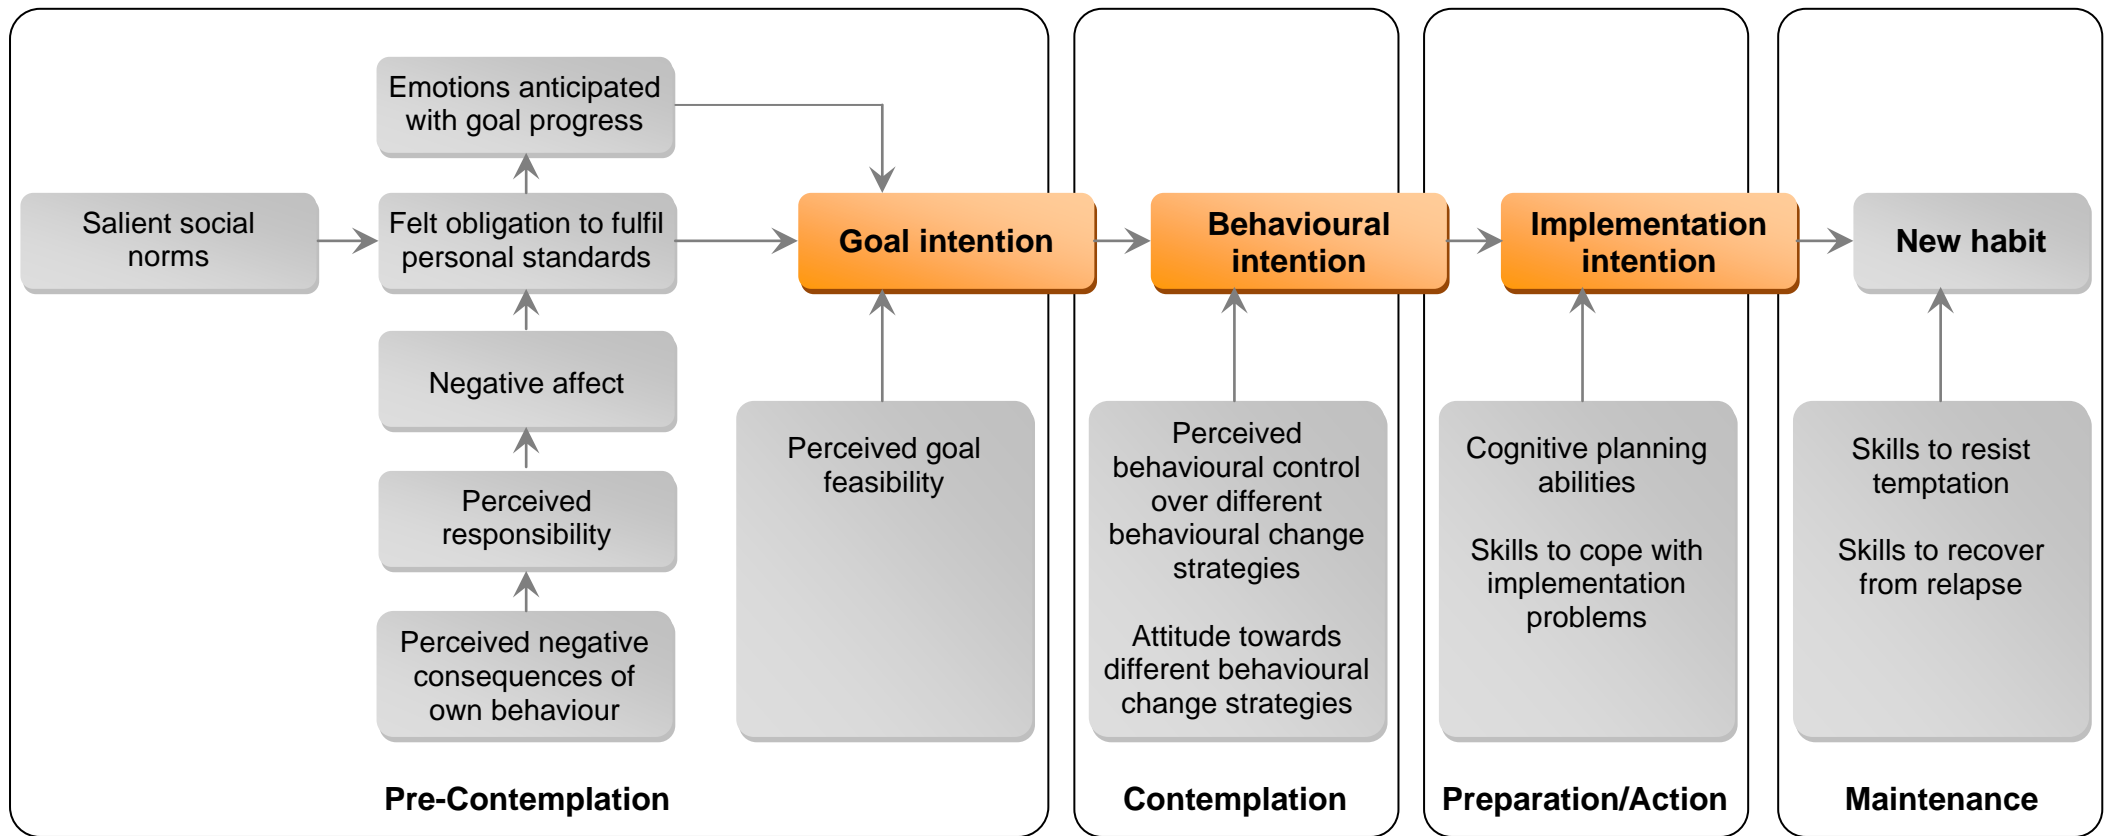 Emotions anticipated
with goal progress
Salient social
norms
Felt obligation to fulfil
personal standards
Goal intention
Behavioural
intention
Implementation
intention
New habit
Negative affect
Perceived
responsibility
Perceived negative
consequences of
own behaviour
Perceived goal
feasibility
Perceived
behavioural control
over different
behavioural change
strategies
Attitude towards
different behavioural
change strategies
Cognitive planning
abilities
Skills to cope with
implementation
problems
Skills to resist
temptation
Skills to recover
from relapse
Pre-Contemplation
Contemplation
Preparation/Action
Maintenance